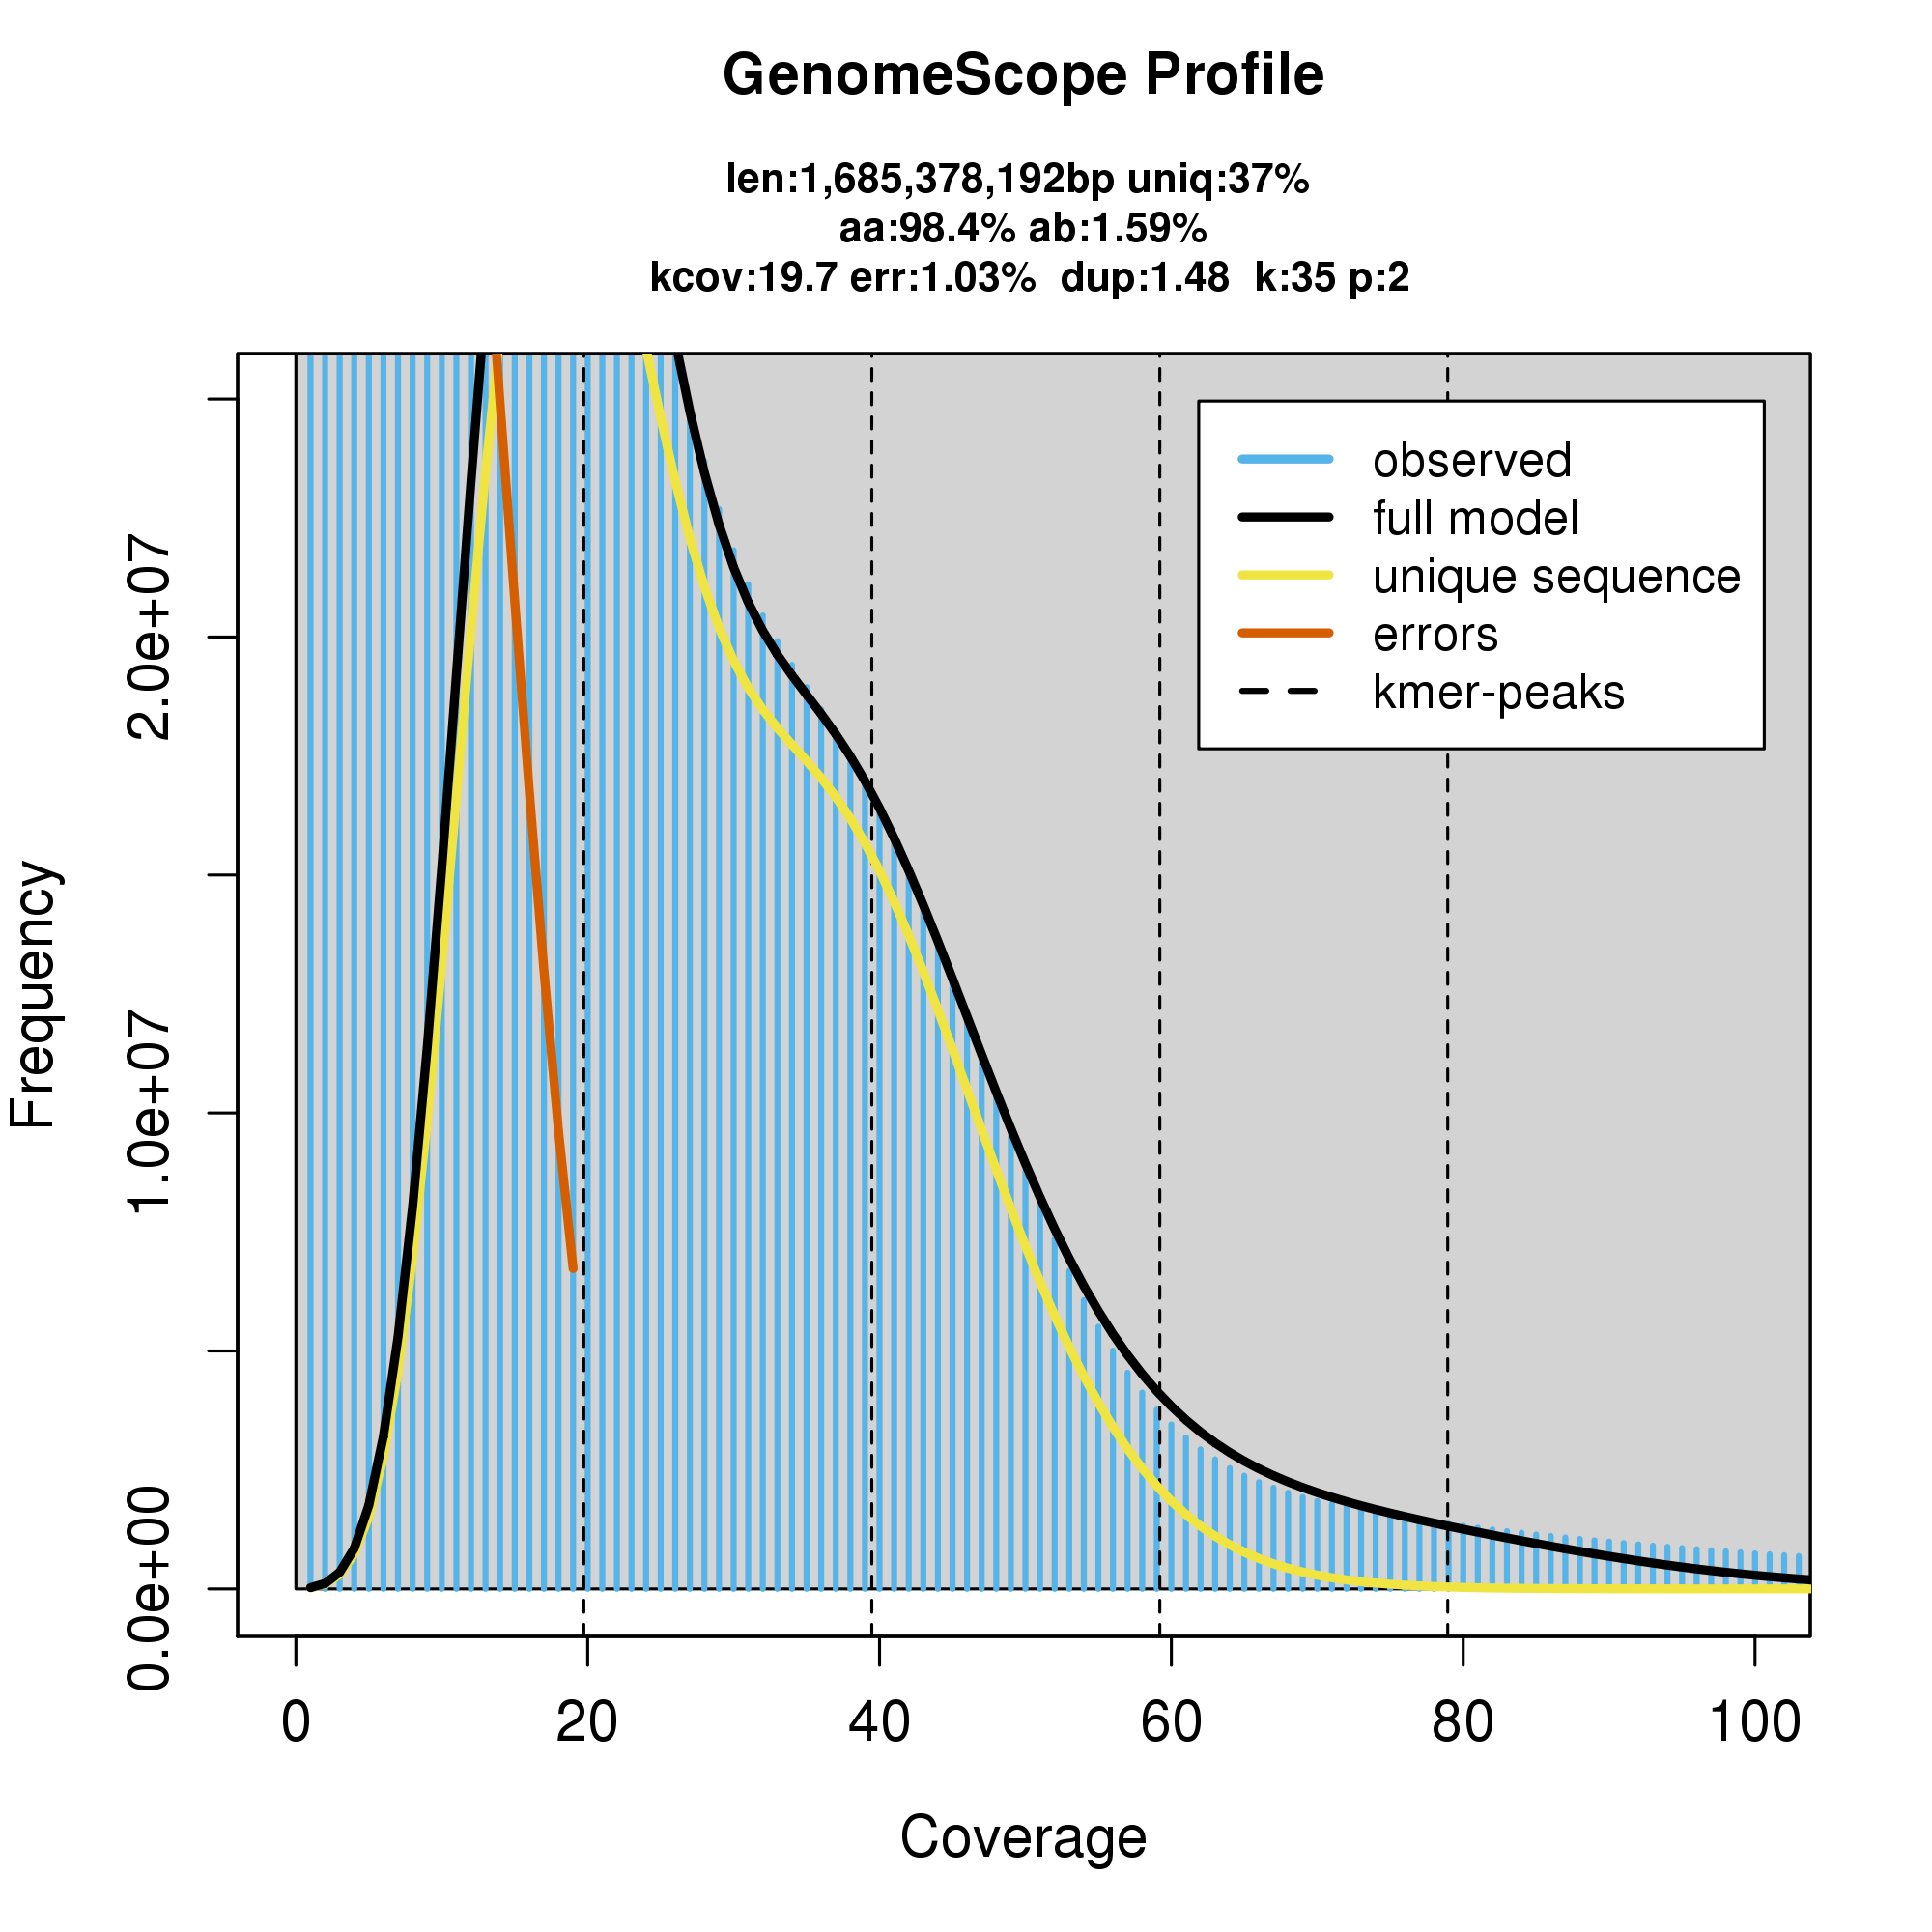 GenomeScope Profile
len:1,685,378,192bp uniq:37%
aa:98.4% ab:1.59%
kcov:19.7 err:1.03% dup:1.48 k:35 p:2
observed
full model
unique sequence
errors
kmer-peaks
Frequency
2.0e+07
1.0e+07
0.0e+00
0 20 40 60 80 100
Coverage